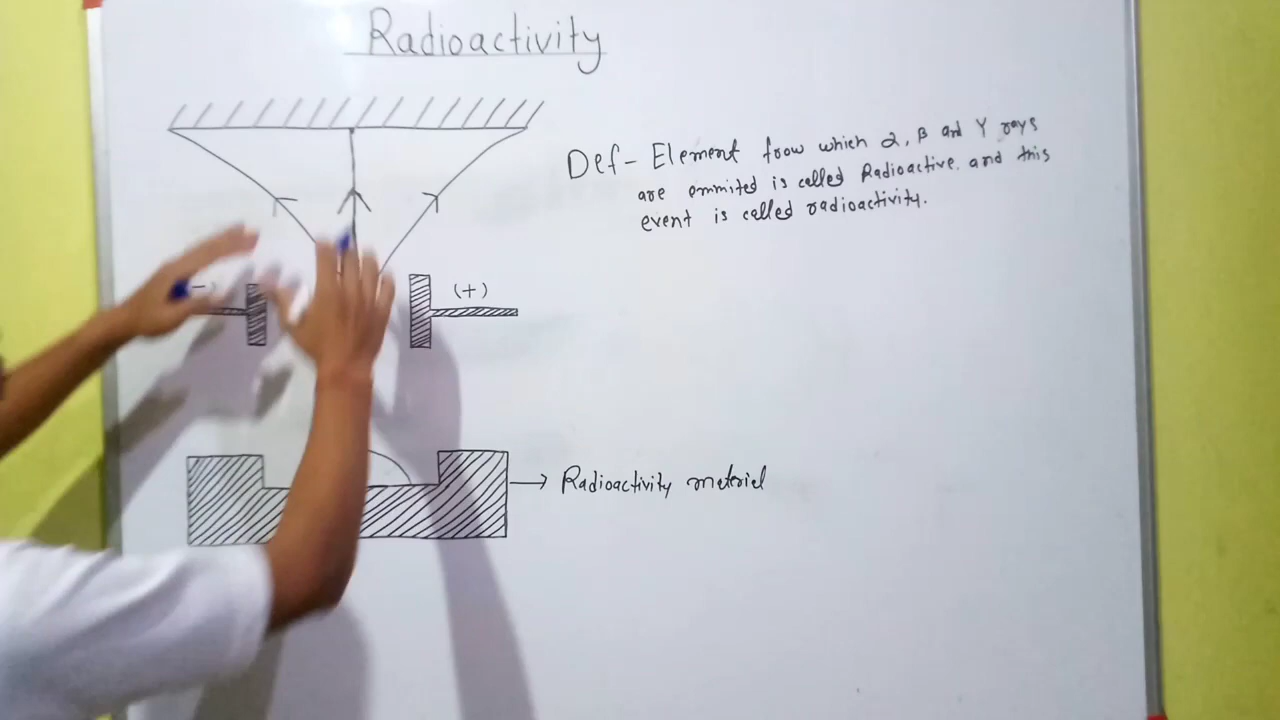 Radioactivity
Def- Element from which α, β and γ rays
are ommited is called Radioactive. and this
event is called radioactivity.
(-)
(+)
Radioactivity material